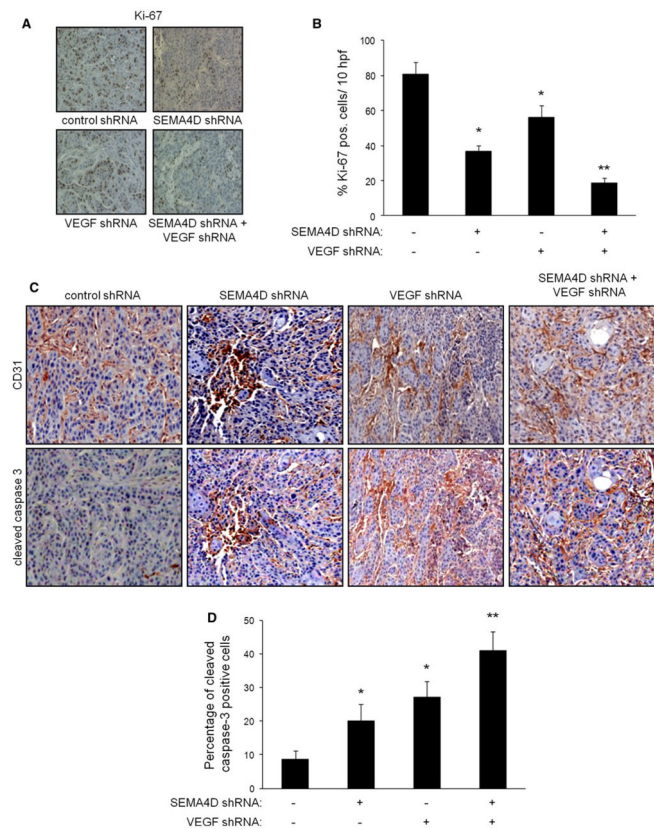 A
Ki-67
control shRNA
SEMA4D shRNA
VEGF shRNA
SEMA4D shRNA +
VEGF shRNA
B
% Ki-67 pos. cells/ 10 hpf
100
80
60
40
20
0
*
*
**
SEMA4D shRNA: - + - +
VEGF shRNA: - - + +
C
control shRNA
SEMA4D shRNA
VEGF shRNA
SEMA4D shRNA +
VEGF shRNA
CD31
cleaved caspase 3
D
Percentage of cleaved
caspase-3 positive cells
50
40
30
20
10
0
*
*
**
SEMA4D shRNA: - + - +
VEGF shRNA: - - + +